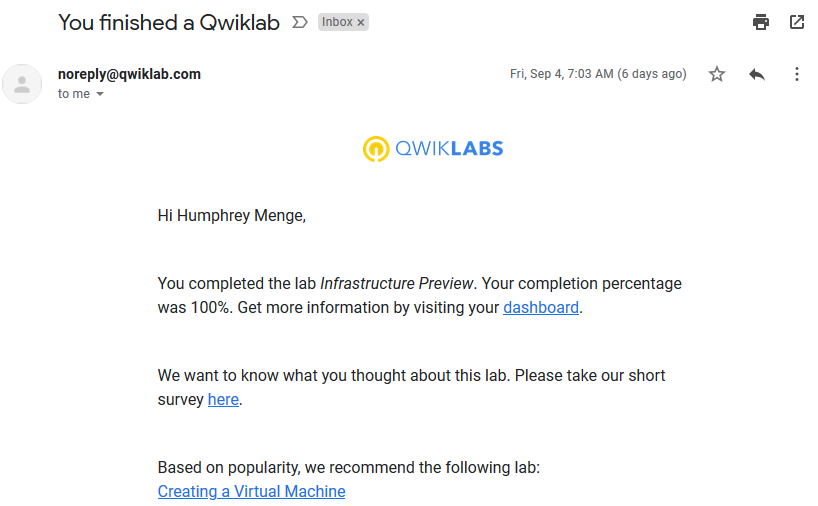 You finished a Qwiklab Inbox ×
noreply@qwiklab.com Fri, Sep 4, 7:03 AM (6 days ago)
to me
QWIKLABS
Hi Humphrey Menge,
You completed the lab Infrastructure Preview. Your completion percentage
was 100%. Get more information by visiting your dashboard.
We want to know what you thought about this lab. Please take our short
survey here.
Based on popularity, we recommend the following lab:
Creating a Virtual Machine